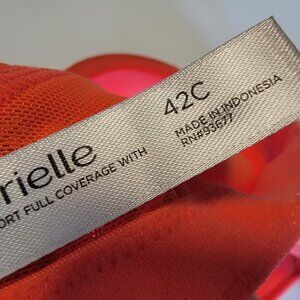 rielle
ORT FULL COVERAGE WITH
42C
MADE IN INDONESIA
RN#93677